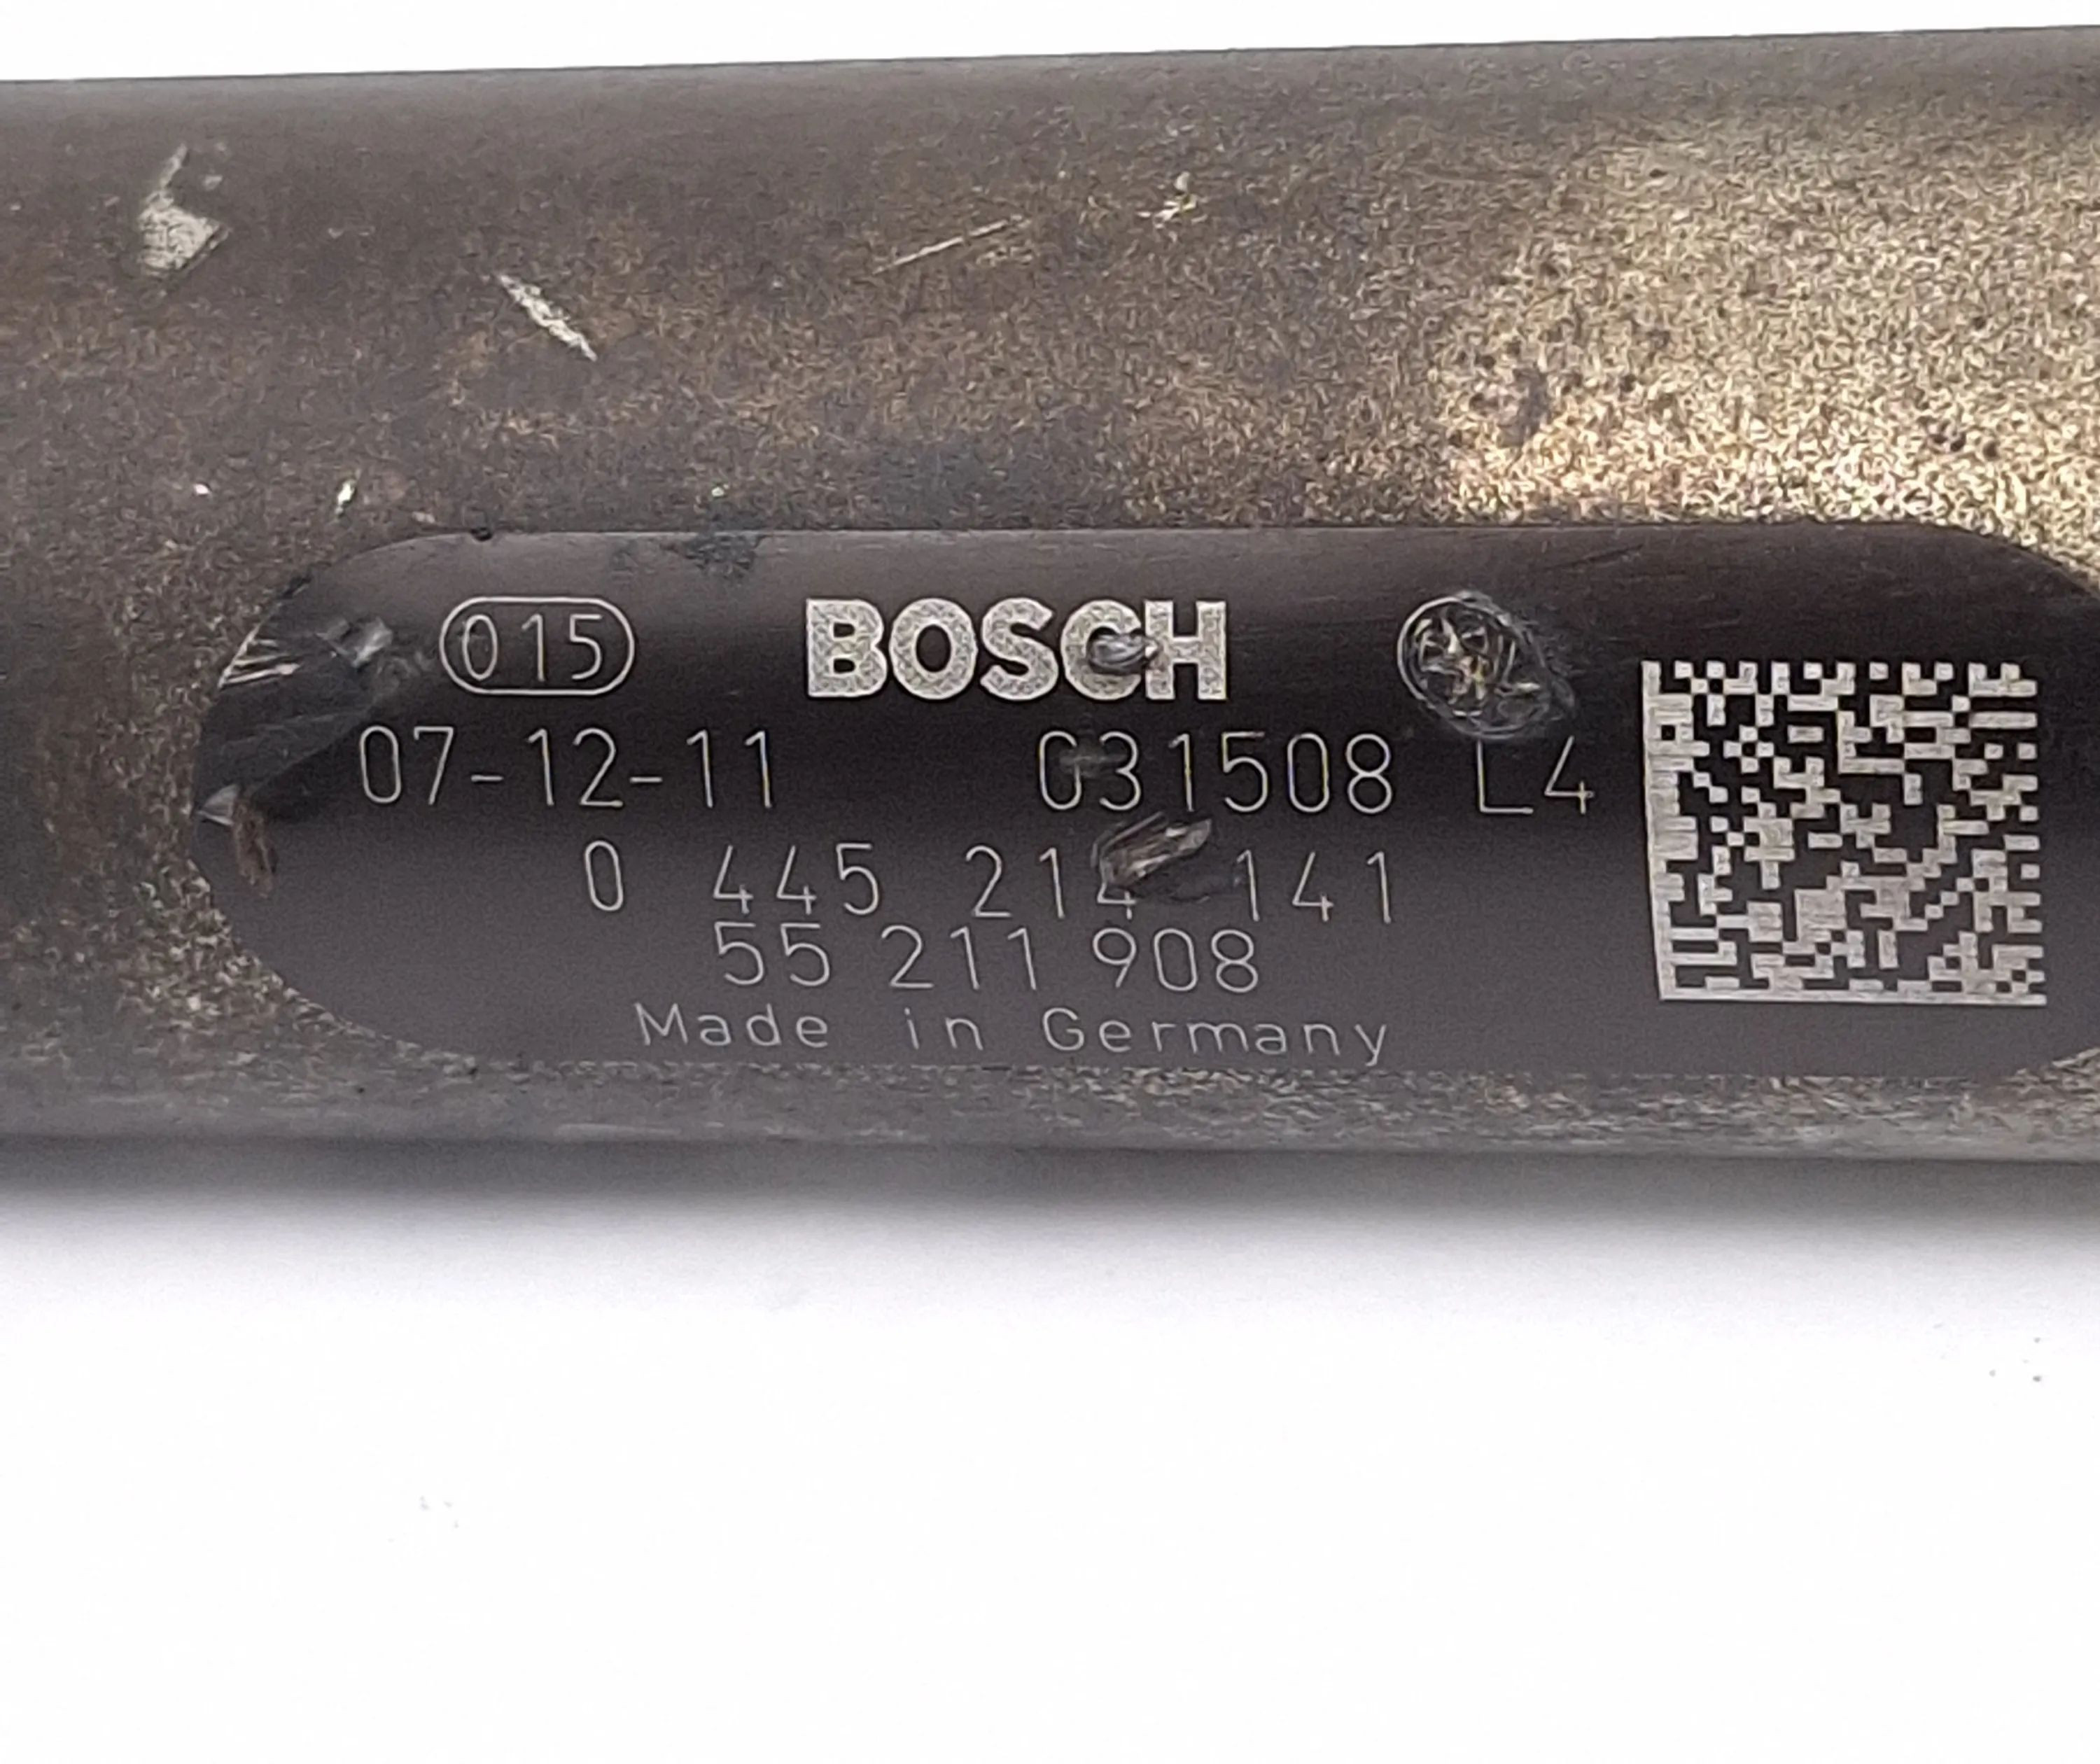 015 BOSCH
07-12-11 031508 L4
0 445 214 141
55 211 908
Made in Germany